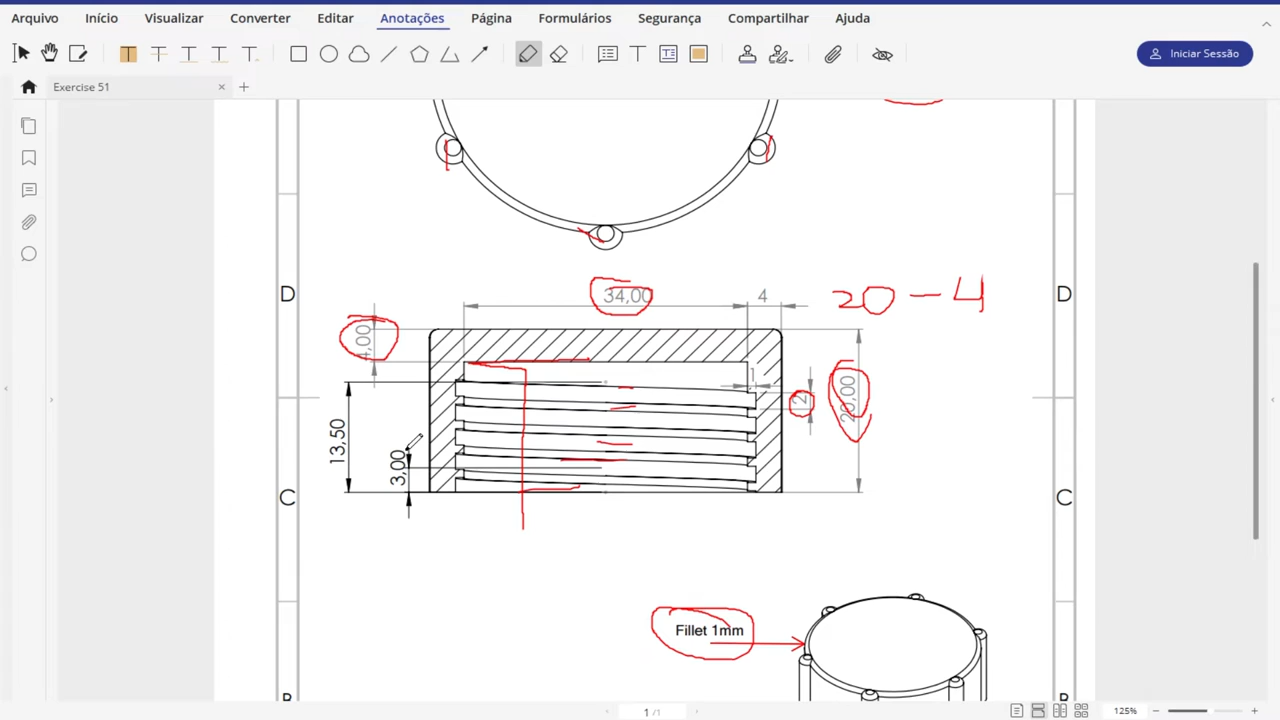 Arquivo Início Visualizar Converter Editar Anotações Página Formulários Segurança Compartilhar Ajuda
T T T T T T
Iniciar Sessão
Exercise 51
D 34,00 4 20-4 D
4,00
1
2
20,00
13,50
3,00
C C
Fillet 1mm
B B
1 /1
125%